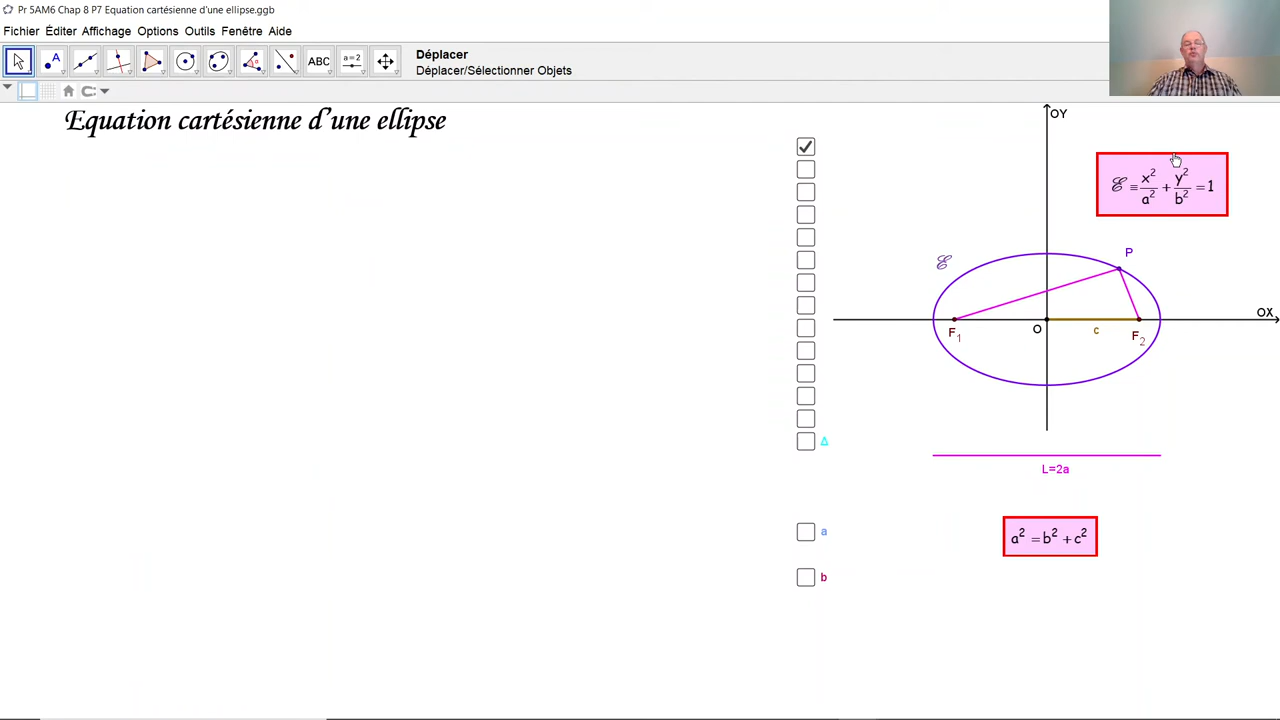 Pr 5AM6 Chap 8 P7 Equation cartésienne d'une ellipse.ggb
Fichier Éditer Affichage Options Outils Fenêtre Aide
A
α
ABC
a=2
Déplacer
Déplacer/Sélectionner Objets
Equation cartésienne d'une ellipse
OY
ℰ ≡ x²/a² + y²/b² = 1
ℰ
P
OX
F₁
O
c
F₂
Δ
L=2a
a
a² = b² + c²
b